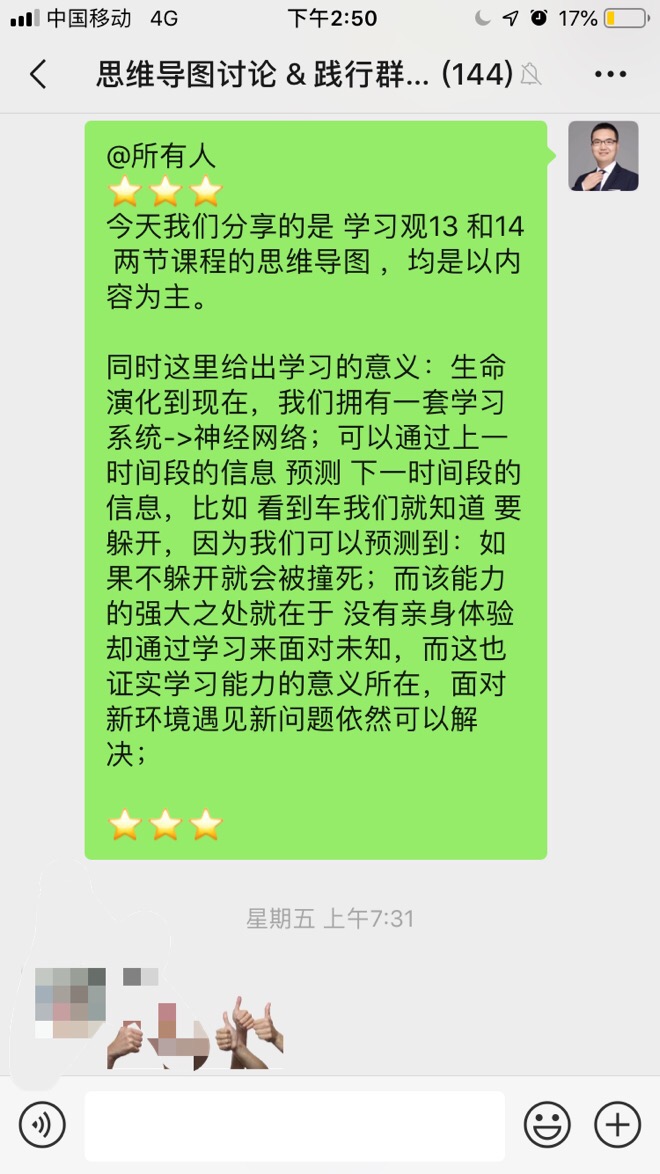 中国移动 4G 下午2:50 17%
思维导图讨论 & 践行群... (144)
@所有人
今天我们分享的是 学习观13 和14
两节课程的思维导图 ，均是以内
容为主。
同时这里给出学习的意义：生命
演化到现在，我们拥有一套学习
系统->神经网络；可以通过上一
时间段的信息 预测 下一时间段的
信息，比如 看到车我们就知道 要
躲开，因为我们可以预测到：如
果不躲开就会被撞死；而该能力
的强大之处就在于 没有亲身体验
却通过学习来面对未知，而这也
证实学习能力的意义所在，面对
新环境遇见新问题依然可以解
决；
星期五 上午7:31